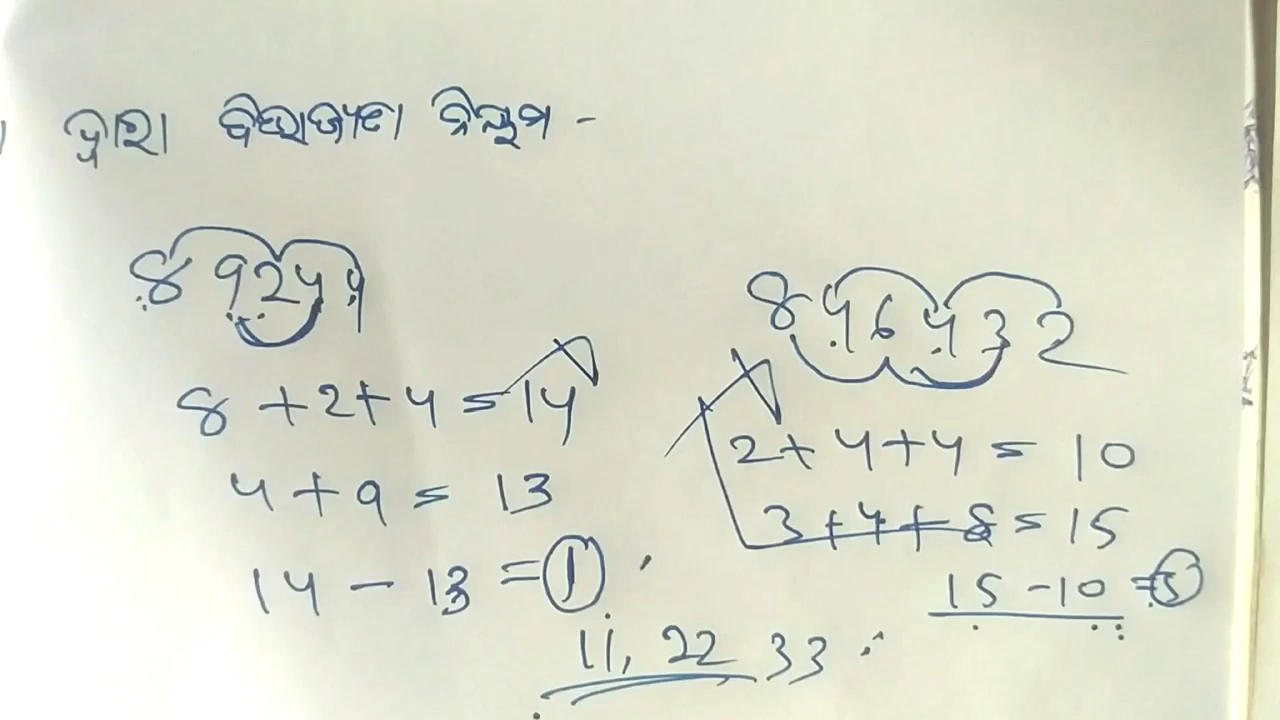 ଦ୍ୱାରା ବିଭାଜ୍ୟତା ନିୟମ -
89244
8 + 2 + 4 = 14
4 + 9 = 13
14 - 13 = 1
846432
2 + 4 + 4 = 10
3 + 4 + 8 = 15
15 - 10 = 5
11, 22 33